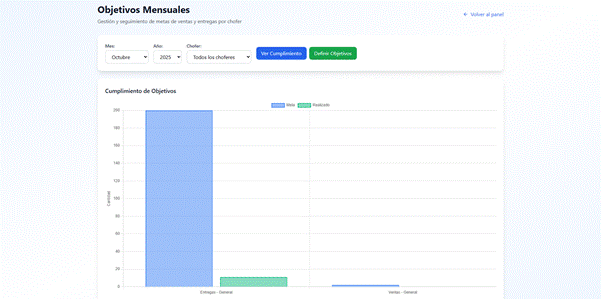 Objetivos Mensuales
Gestión y seguimiento de metas de ventas y entregas por chofer
← Volver al panel
Mes: Año: Chofer:
Octubre 2025 Todos los choferes Ver Cumplimiento Definir Objetivos
Cumplimiento de Objetivos
Meta Realizado
200
180
160
140
120
100
80
60
40
20
0
Cantidad
Entregas - General Ventas - General